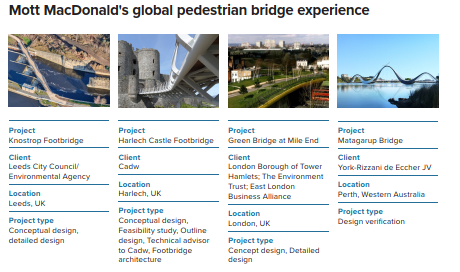 Mott MacDonald's global pedestrian bridge experience
Project
Knostrop Footbridge
Client
Leeds City Council/
Environmental Agency
Location
Leeds, UK
Project type
Conceptual design,
detailed design
Project
Harlech Castle Footbridge
Client
Cadw
Location
Harlech, UK
Project type
Conceptual design,
Feasibility study, Outline
design, Technical advisor
to Cadw, Footbridge
architecture
Project
Green Bridge at Mile End
Client
London Borough of Tower
Hamlets; The Environment
Trust; East London
Business Alliance
Location
London, UK
Project type
Cencept design, Detailed
design
Project
Matagarup Bridge
Client
York-Rizzani de Eccher JV
Location
Perth, Western Australia
Project type
Design verification